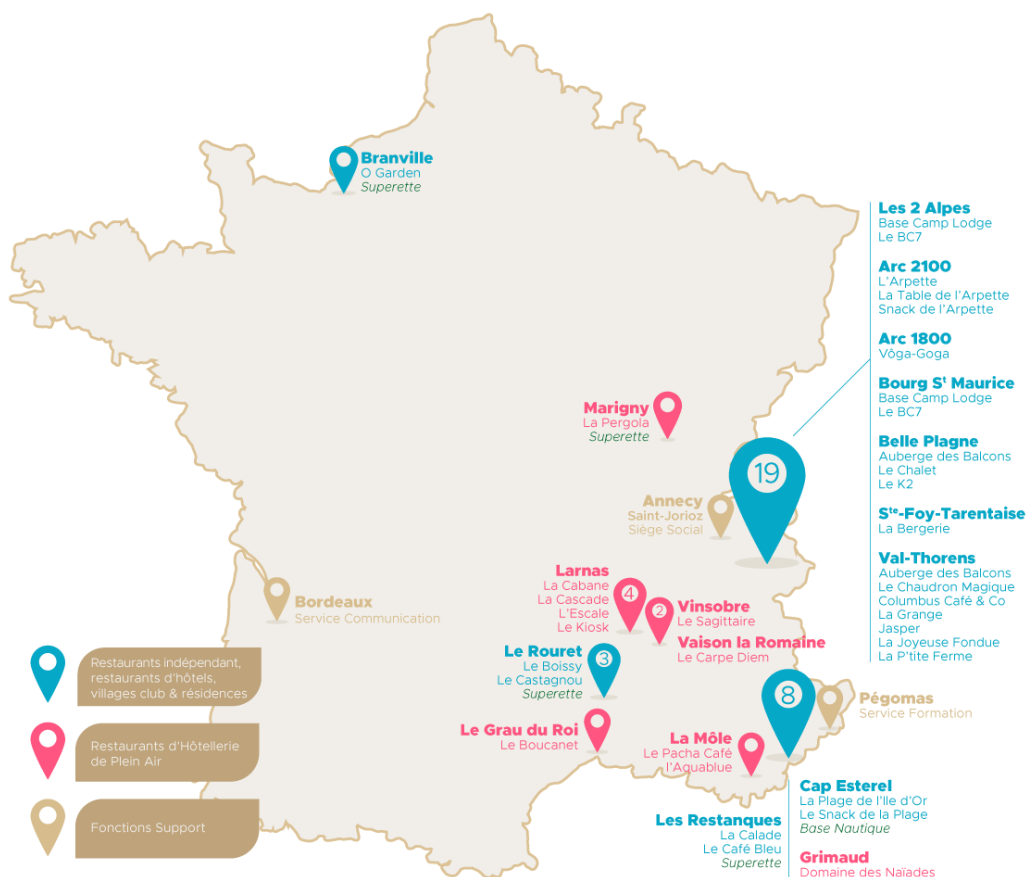 Branville
O Garden
Superette
Les 2 Alpes
Base Camp Lodge
Le BC7
Arc 2100
L'Arpette
La Table de l'Arpette
Snack de l'Arpette
Arc 1800
Vôga-Goga
Bourg Sᵗ Maurice
Base Camp Lodge
Le BC7
Belle Plagne
Auberge des Balcons
Le Chalet
Le K2
Sᵗᵉ-Foy-Tarentaise
La Bergerie
Val-Thorens
Auberge des Balcons
Le Chaudron Magique
Columbus Café & Co
La Grange
Jasper
La Joyeuse Fondue
La P'tite Ferme
Marigny
La Pergola
Superette
19
Annecy
Saint-Jorioz
Siège Social
Larnas
La Cabane
La Cascade
L'Escale
Le Kiosk
4
2
Vinsobre
Le Sagittaire
Vaison la Romaine
Le Carpe Diem
Bordeaux
Service Communication
Le Rouret
Le Boissy
Le Castagnou
Superette
3
8
Pégomas
Service Formation
Le Grau du Roi
Le Boucanet
La Môle
Le Pacha Café
l'Aquablue
Cap Esterel
La Plage de l'Ile d'Or
Le Snack de la Plage
Base Nautique
Les Restanques
La Calade
Le Café Bleu
Superette
Grimaud
Domaine des Naïades
Restaurants indépendant,
restaurants d'hôtels,
villages club & résidences
Restaurants d'Hôtellerie
de Plein Air
Fonctions Support